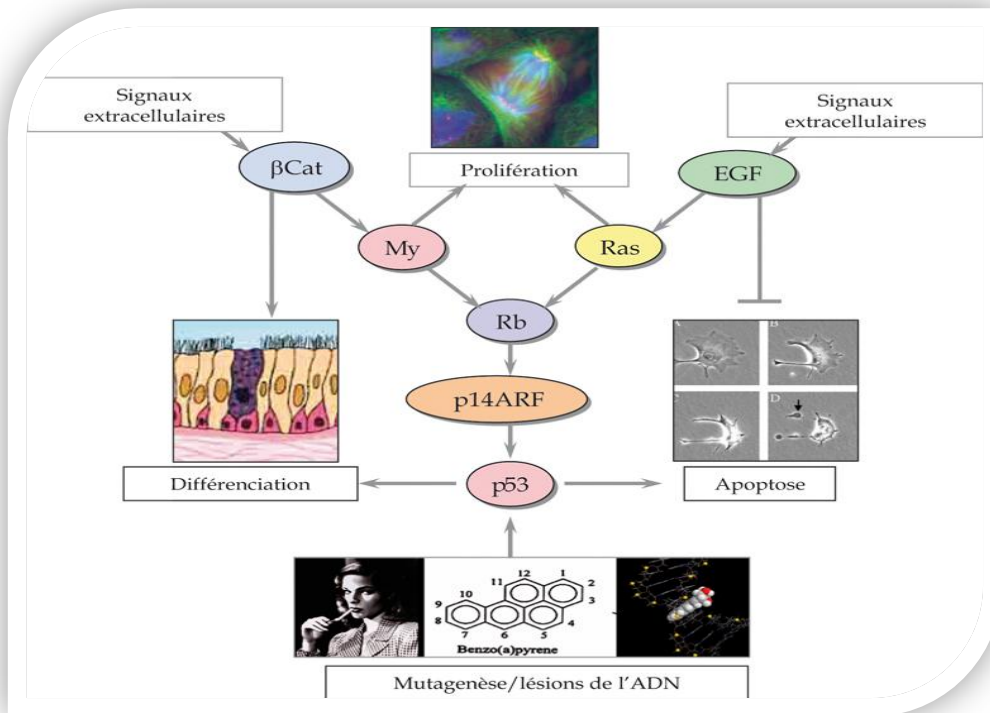 Signaux
extracellulaires
Signaux
extracellulaires
βCat
Prolifération
EGF
My
Ras
Rb
A
B
p14ARF
D
Différenciation
p53
Apoptose
12
1
11
2
10
3
9
8
4
7
6
5
Benzo(a)pyrene
Mutagenèse/lésions de l'ADN